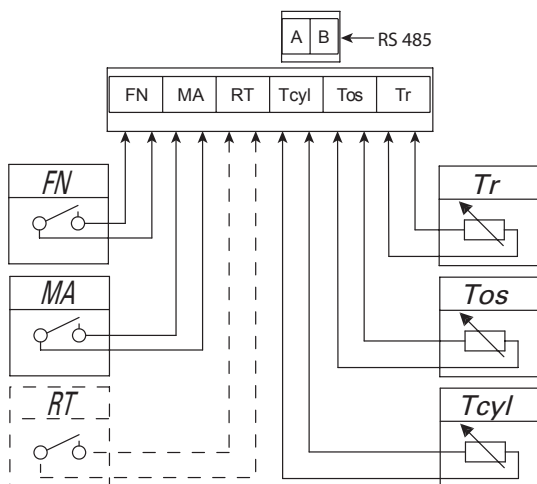 A B RS 485
FN MA RT Tcyl Tos Tr
FN
Tr
MA
Tos
RT
Tcyl